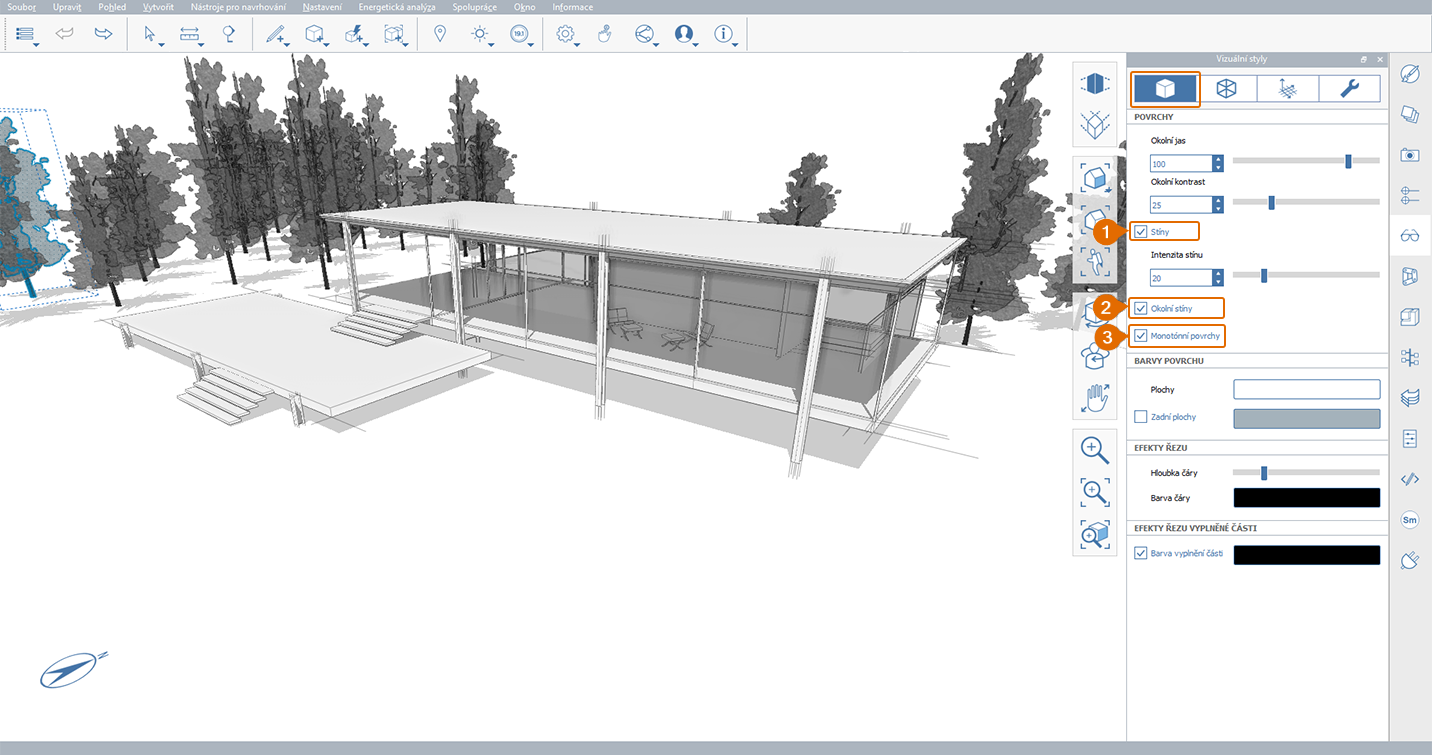 Soubor Upravit Pohled Vytvořit Nástroje pro navrhování Nastavení Energetická analýza Spolupráce Okno Informace
19.1
Vizuální styly
POVRCHY
Okolní jas
100
Okolní kontrast
25
1 Stíny
Intenzita stínu
20
2 Okolní stíny
3 Monotónní povrchy
BARVY POVRCHU
Plochy
Zadní plochy
EFEKTY ŘEZU
Hloubka čáry
Barva čáry
EFEKTY ŘEZU VYPLNĚNÉ ČÁSTI
Barva vyplnění části
Sm
N